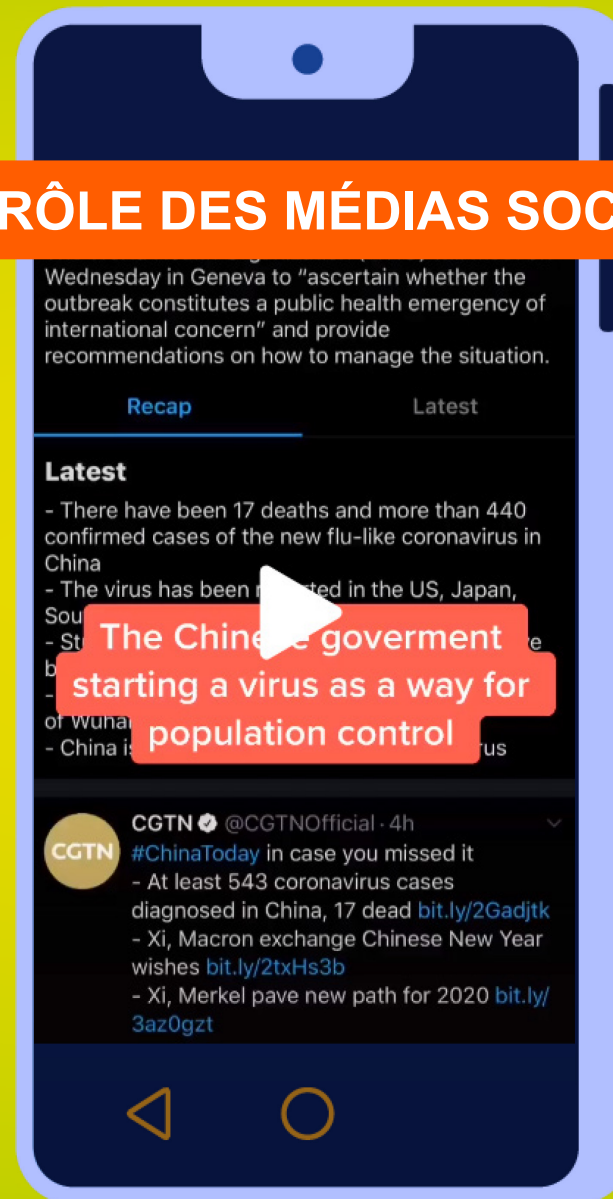 RÔLE DES MÉDIAS SOC
Wednesday in Geneva to “ascertain whether the
outbreak constitutes a public health emergency of
international concern” and provide
recommendations on how to manage the situation.
Recap Latest
Latest
- There have been 17 deaths and more than 440
confirmed cases of the new flu-like coronavirus in
China
- The virus has been in the US, Japan,
The goverment
starting a virus as a way for
of
population control
- China
CGTN @CGTNOfficial · 4h
CGTN
#ChinaToday in case you missed it
- At least 543 coronavirus cases
diagnosed in China, 17 dead bit.ly/2Gadjtk
- Xi, Macron exchange Chinese New Year
wishes bit.ly/2txHs3b
- Xi, Merkel pave new path for 2020 bit.ly/
3az0gzt